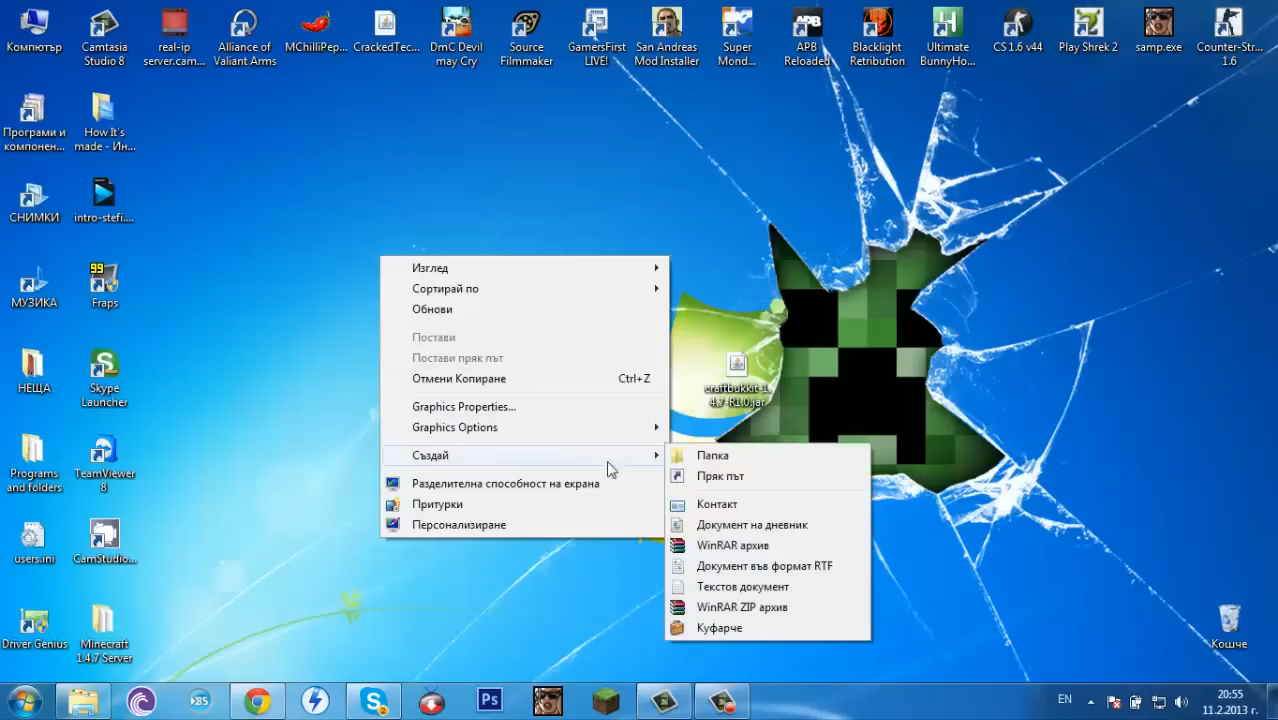 Компютър
Camtasia
Studio 8
real-ip
server.cam...
Alliance of
Valiant Arms
MChilliPep...
CrackedTec...
DmC Devil
may Cry
Source
Filmmaker
GamersFirst
LIVE!
San Andreas
Mod Installer
Super
Mond...
APB
Reloaded
Blacklight
Retribution
Ultimate
BunnyHo...
CS 1.6 v44
Play Shrek 2
samp.exe
Counter-Str...
1.6
Програми и
компонен...
How It's
made - Ин...
СНИМКИ
intro-stefi....
МУЗИКА
99
Fraps
НЕЩА
Skype
Launcher
Programs
and folders
TeamViewer
8
users.ini
CamStudio...
Driver Genius
Minecraft
1.4.7 Server
Изглед
Сортирай по
Обнови
Постави
Постави пряк път
Отмени Копиране Ctrl+Z
Graphics Properties...
Graphics Options
Създай
Разделителна способност на екрана
Притурки
Персонализиране
craftbukkit-1.
4.7-R1.0.jar
Папка
Пряк път
Контакт
Документ на дневник
WinRAR архив
Документ във формат RTF
Текстов документ
WinRAR ZIP архив
Куфарче
Кошче
Ps
EN
20:55
11.2.2013 г.